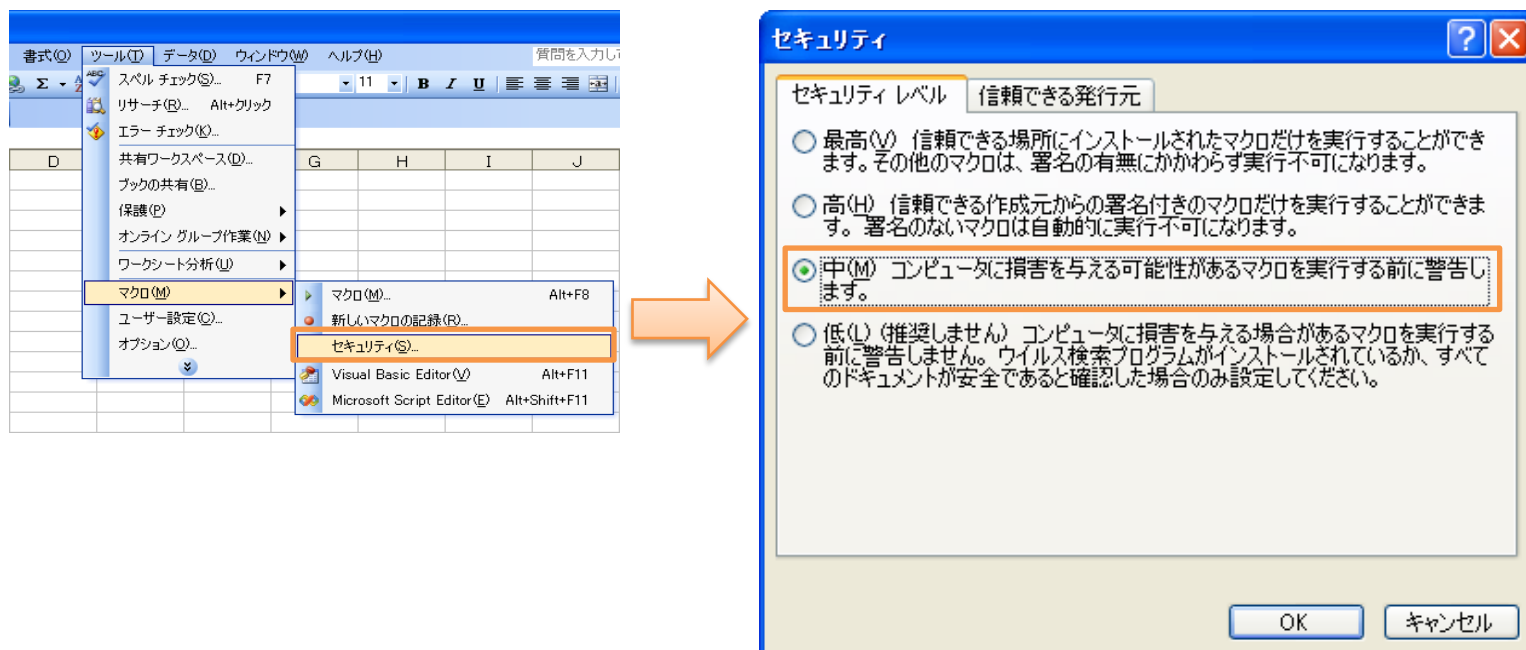 書式(O) ツール(T) データ(D) ウィンドウ(W) ヘルプ(H)
質問を入力して
Σ 11 B I U
スペル チェック(S)... F7
リサーチ(R)... Alt+クリック
エラー チェック(K)...
共有ワークスペース(D)...
ブックの共有(B)...
保護(P)
オンライン グループ作業(N)
ワークシート分析(U)
マクロ(M)
ユーザー設定(C)...
オプション(O)...
D G H I J
マクロ(M)... Alt+F8
新しいマクロの記録(R)...
セキュリティ(S)...
Visual Basic Editor(V) Alt+F11
Microsoft Script Editor(E) Alt+Shift+F11
セキュリティ
セキュリティ レベル 信頼できる発行元
最高(V) 信頼できる場所にインストールされたマクロだけを実行することができ
ます。その他のマクロは、署名の有無にかかわらず実行不可になります。
高(H) 信頼できる作成元からの署名付きのマクロだけを実行することができま
す。署名のないマクロは自動的に実行不可になります。
中(M) コンピュータに損害を与える可能性があるマクロを実行する前に警告し
ます。
低(L) (推奨しません) コンピュータに損害を与える場合があるマクロを実行する
前に警告しません。ウイルス検索プログラムがインストールされているか、すべて
のドキュメントが安全であると確認した場合のみ設定してください。
OK キャンセル